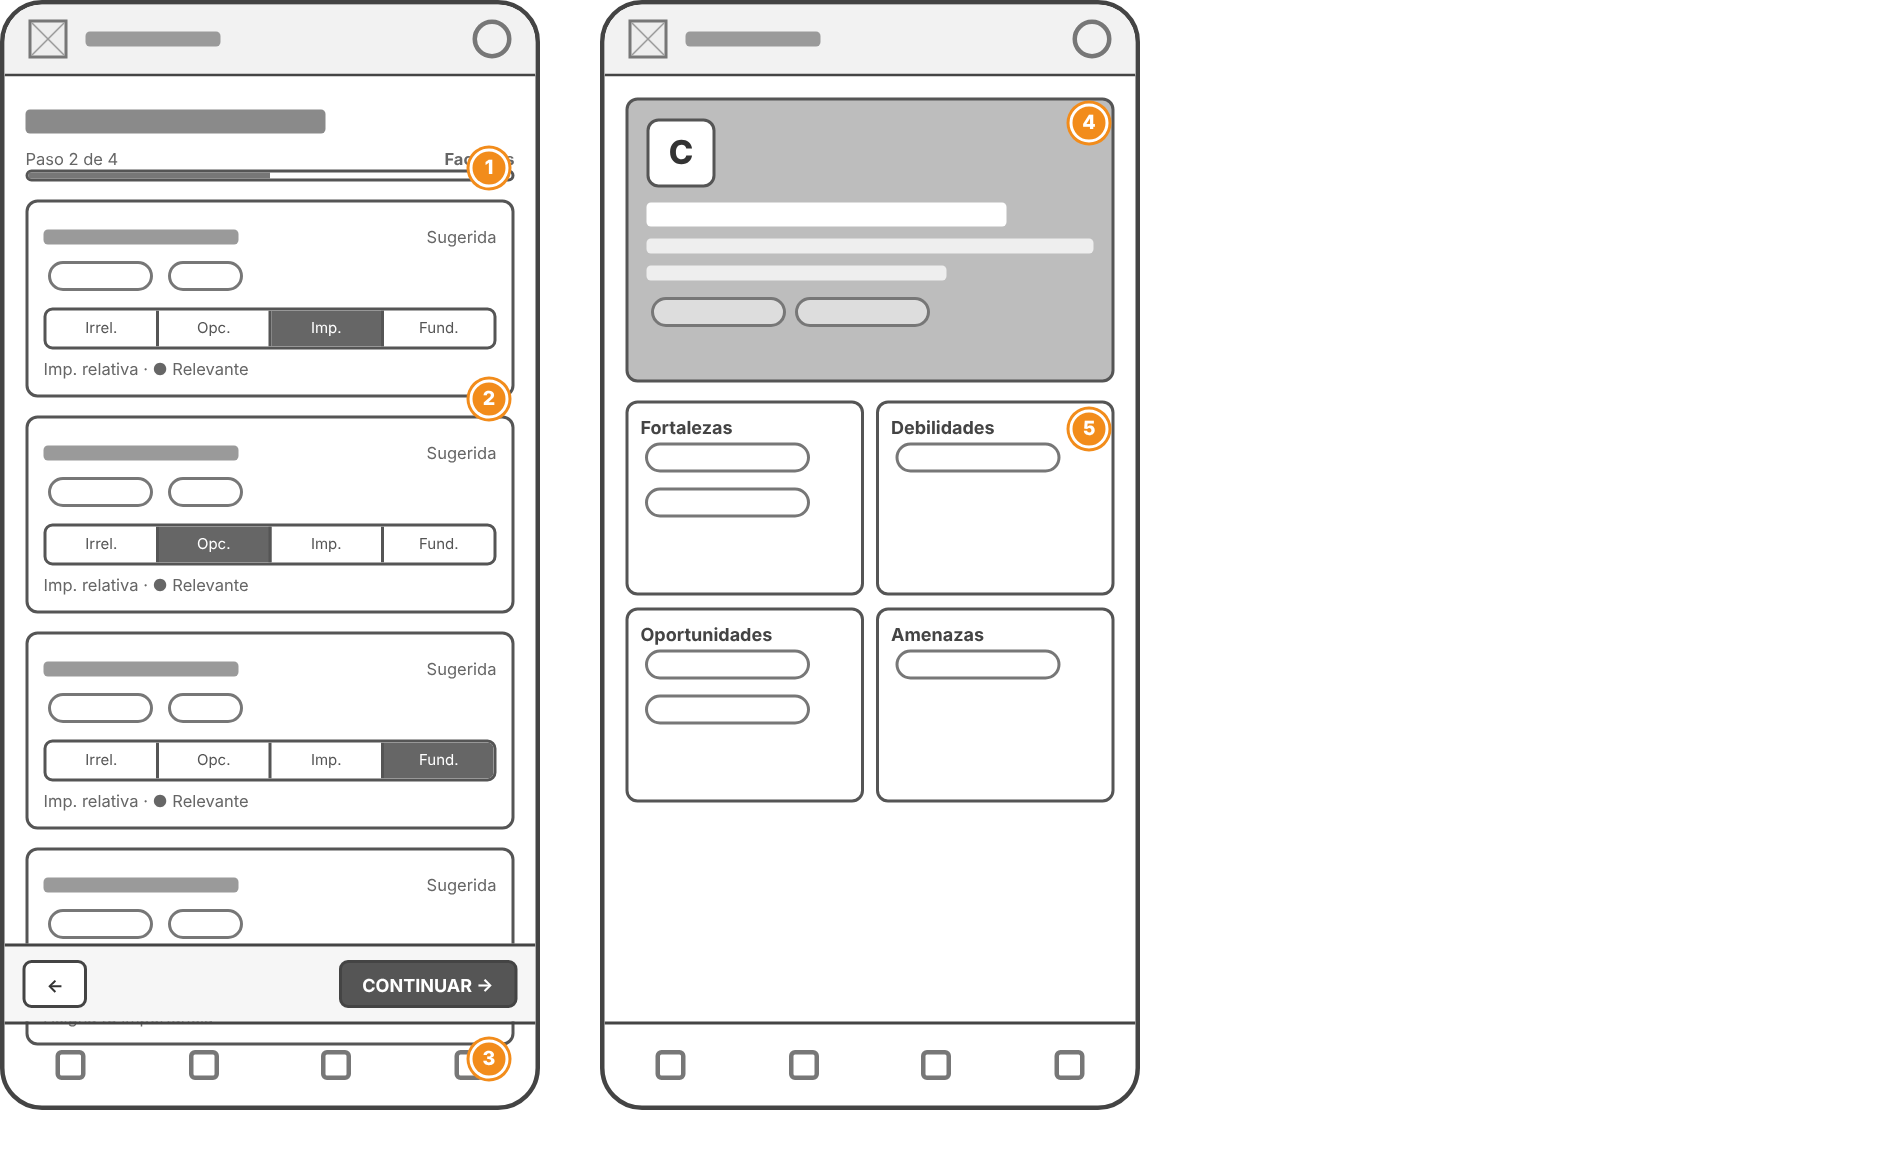 Paso 2 de 4
1
Sugerida
Irrel. Opc. Imp. Fund.
Imp. relativa · ● Relevante
2
Sugerida
Irrel. Opc. Imp. Fund.
Imp. relativa · ● Relevante
Sugerida
Irrel. Opc. Imp. Fund.
Imp. relativa · ● Relevante
Sugerida
← CONTINUAR →
3
4
C
Fortalezas
Debilidades
5
Oportunidades
Amenazas